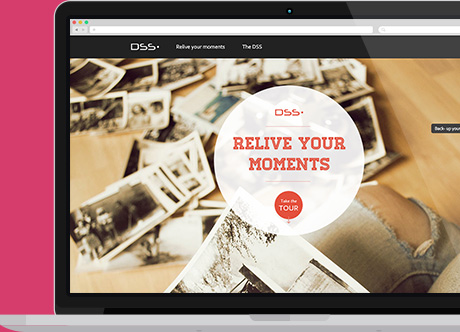 DSS
Relive your moments
The DSS
Back-up your
DSS
RELIVE YOUR
MOMENTS
Take the
TOUR